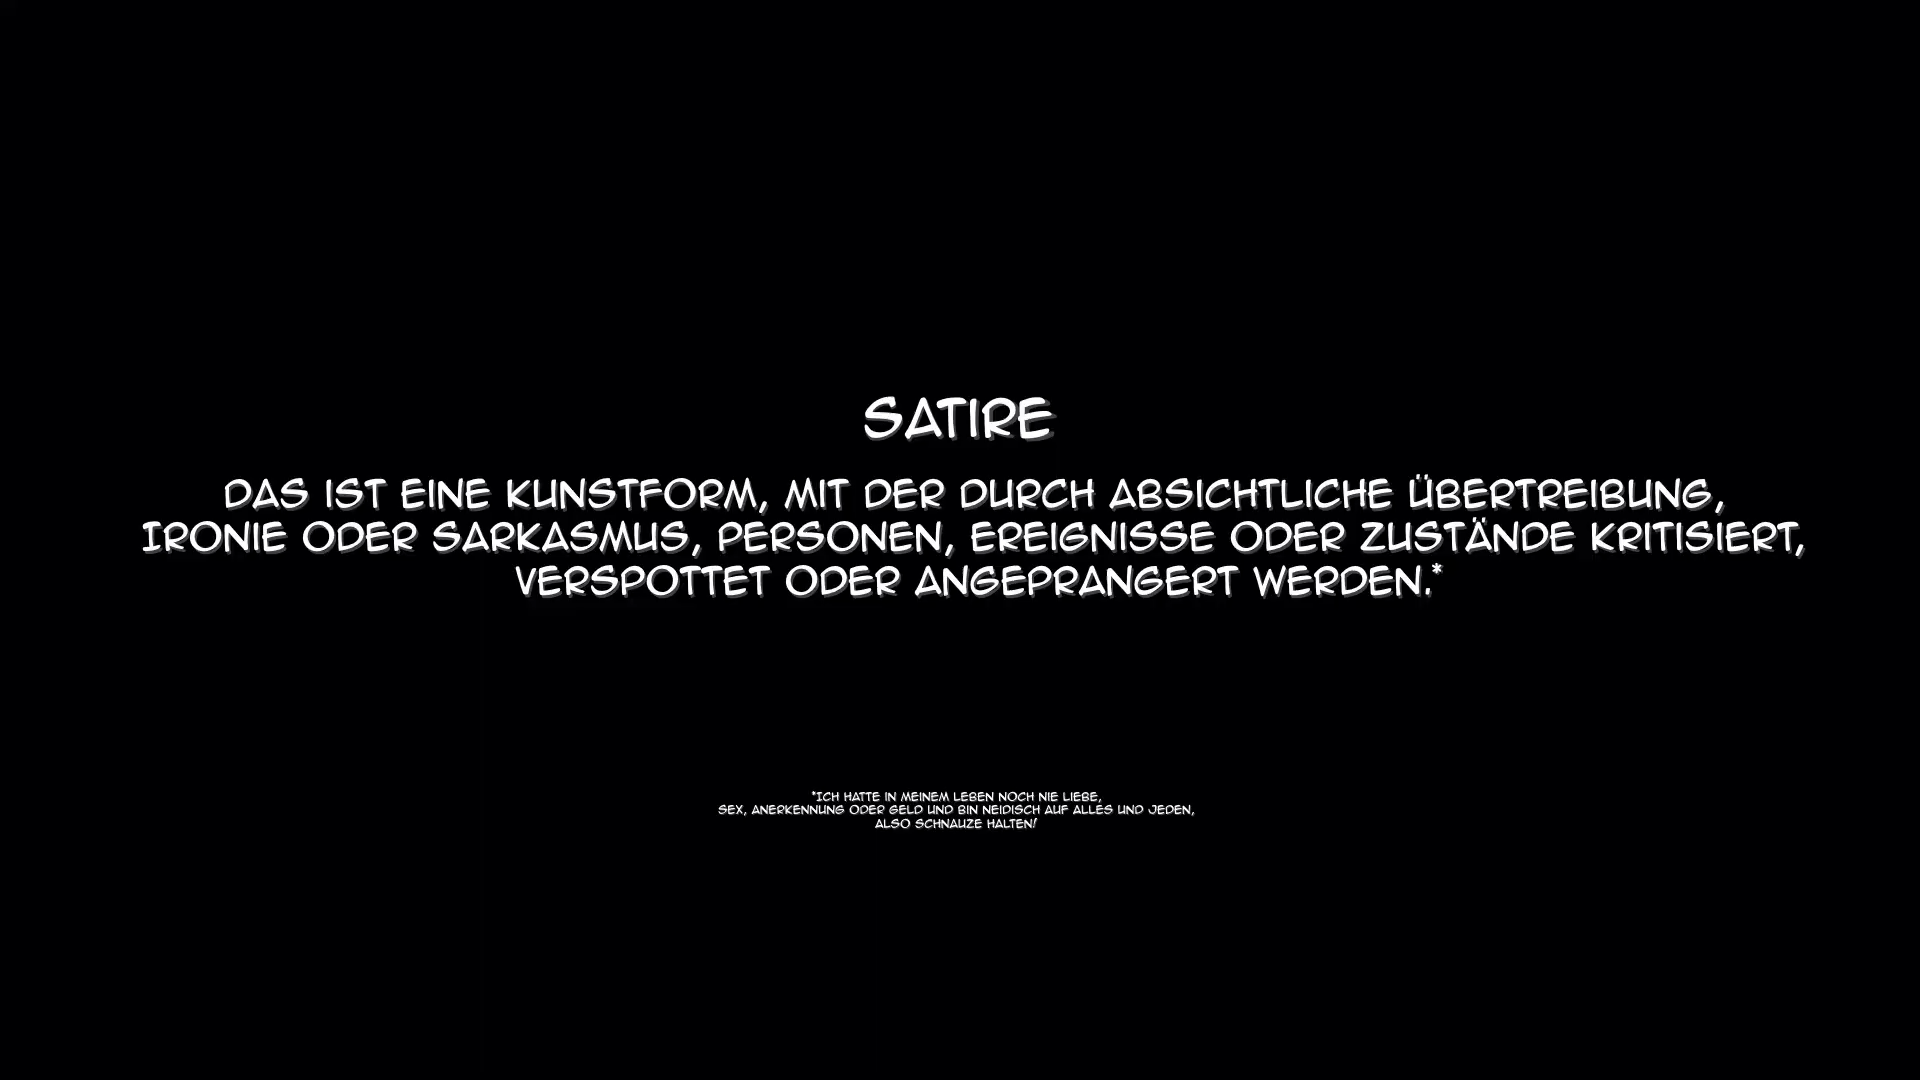 SATIRE
DAS IST EINE KUNSTFORM, MIT DER DURCH ABSICHTLICHE ÜBERTREIBUNG,
IRONIE ODER SARKASMUS, PERSONEN, EREIGNISSE ODER ZUSTÄNDE KRITISIERT,
VERSPOTTET ODER ANGEPRANGERT WERDEN.*
*ICH HATTE IN MEINEM LEBEN NOCH NIE LIEBE,
SEX, ANERKENNUNG ODER GELD UND BIN NEIDISCH AUF ALLES UND JEDEN,
ALSO SCHNAUZE HALTEN!